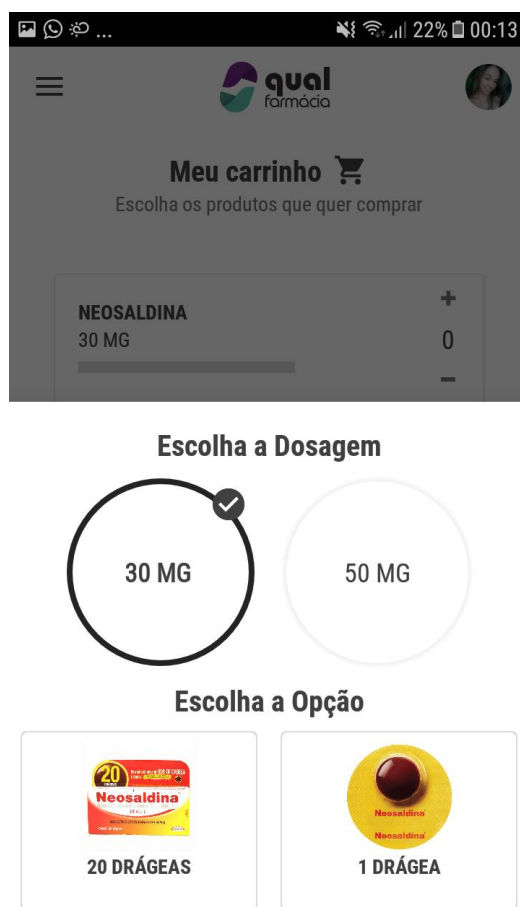 ... 22% 00:13
qual
farmácia
Meu carrinho
Escolha os produtos que quer comprar
NEOSALDINA
30 MG
+
0
−
Escolha a Dosagem
30 MG
50 MG
Escolha a Opção
20
Neosaldina
20 DRÁGEAS
Neosaldina
Neosaldina
1 DRÁGEA